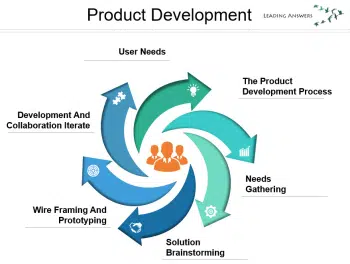 Product Development
LEADING ANSWERS
User Needs
The Product
Development Process
Development And
Collaboration Iterate
Needs
Gathering
Wire Framing And
Prototyping
Solution
Brainstorming